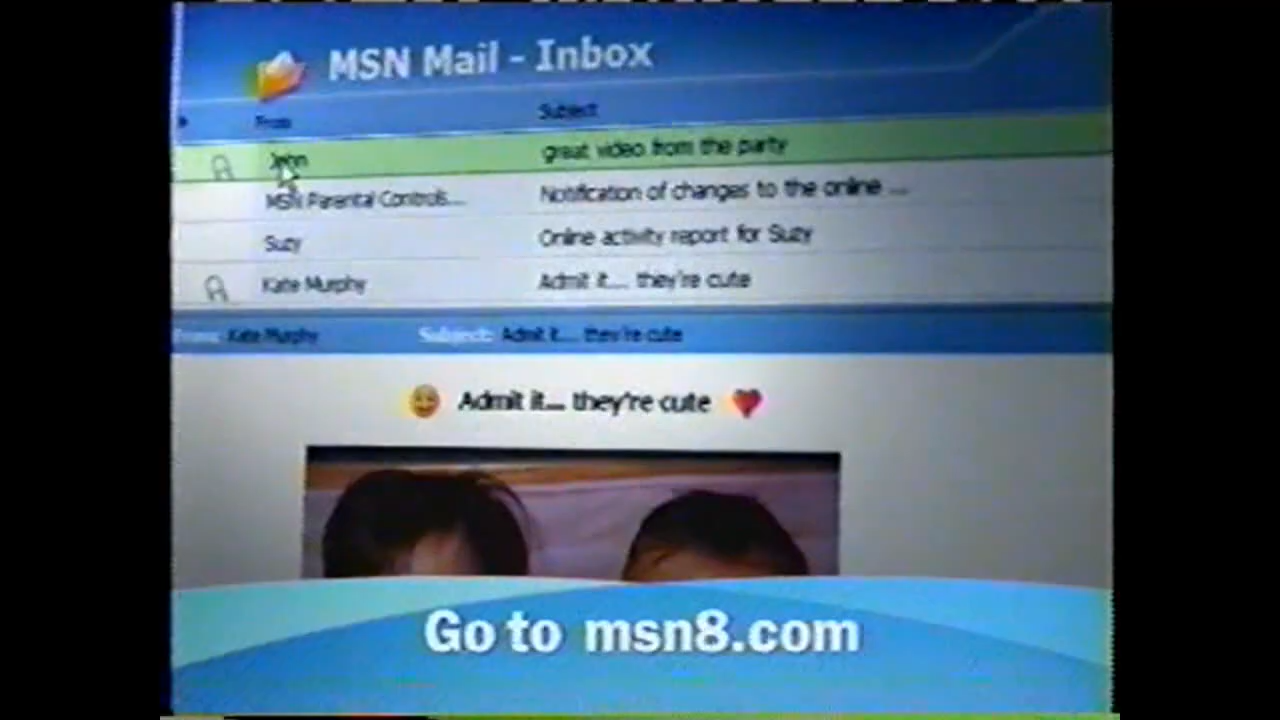 MSN Mail - Inbox
From Subject
John great video from the party
MSN Parental Controls... Notification of changes to the online ...
Suzy Online activity report for Suzy
Kate Murphy Admit it... they're cute
From: Kate Murphy Subject: Admit it... they're cute
Admit it... they're cute
Go to msn8.com